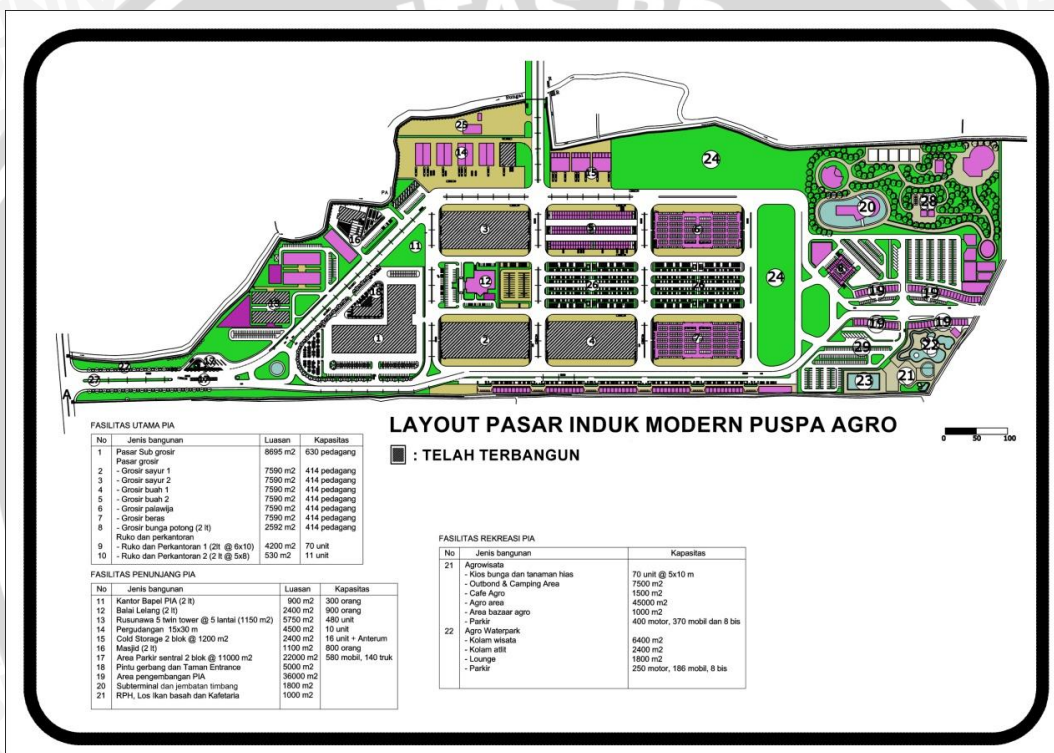 LAYOUT PASAR INDUK MODERN PUSPA AGRO
: TELAH TERBANGUN
0 50 100
FASILITAS UTAMA PIA
No Jenis bangunan Luasan Kapasitas
1 Pasar Sub grosir 8695 m2 630 pedagang
Pasar grosir
2 - Grosir sayur 1 7590 m2 414 pedagang
3 - Grosir sayur 2 7590 m2 414 pedagang
4 - Grosir buah 1 7590 m2 414 pedagang
5 - Grosir buah 2 7590 m2 414 pedagang
6 - Grosir palawija 7590 m2 414 pedagang
7 - Grosir beras 7590 m2 414 pedagang
8 - Grosir bunga potong (2 lt) 2592 m2 414 pedagang
Ruko dan perkantoran
9 - Ruko dan Perkantoran 1 (2lt @ 6x10) 4200 m2 70 unit
10 - Ruko dan Perkantoran 2 (2 lt @ 5x8) 530 m2 11 unit
FASILITAS PENUNJANG PIA
No Jenis bangunan Luasan Kapasitas
11 Kantor Bapel PIA (2 lt) 900 m2 300 orang
12 Balai Lelang (2 lt) 2400 m2 900 orang
13 Rusunawa 5 twin tower @ 5 lantai (1150 m2) 5750 m2 480 unit
14 Pergudangan 15x30 m 4500 m2 10 unit
15 Cold Storage 2 blok @ 1200 m2 2400 m2 16 unit + Anterum
16 Masjid (2 lt) 1100 m2 800 orang
17 Area Parkir sentral 2 blok @ 11000 m2 22000 m2 580 mobil, 140 truk
18 Pintu gerbang dan Taman Entrance 5000 m2
19 Area pengembangan PIA 36000 m2
20 Subterminal dan jembatan timbang 1800 m2
21 RPH, Los Ikan basah dan Kafetaria 1000 m2
FASILITAS REKREASI PIA
No Jenis bangunan Kapasitas
21 Agrowisata
- Kios bunga dan tanaman hias 70 unit @ 5x10 m
- Outbond & Camping Area 7500 m2
- Cafe Agro 1500 m2
- Agro area 45000 m2
- Area bazaar agro 1000 m2
- Parkir 400 motor, 370 mobil dan 8 bis
22 Agro Waterpark
- Kolam wisata 6400 m2
- Kolam atlit 2400 m2
- Lounge 1800 m2
- Parkir 250 motor, 186 mobil, 8 bis